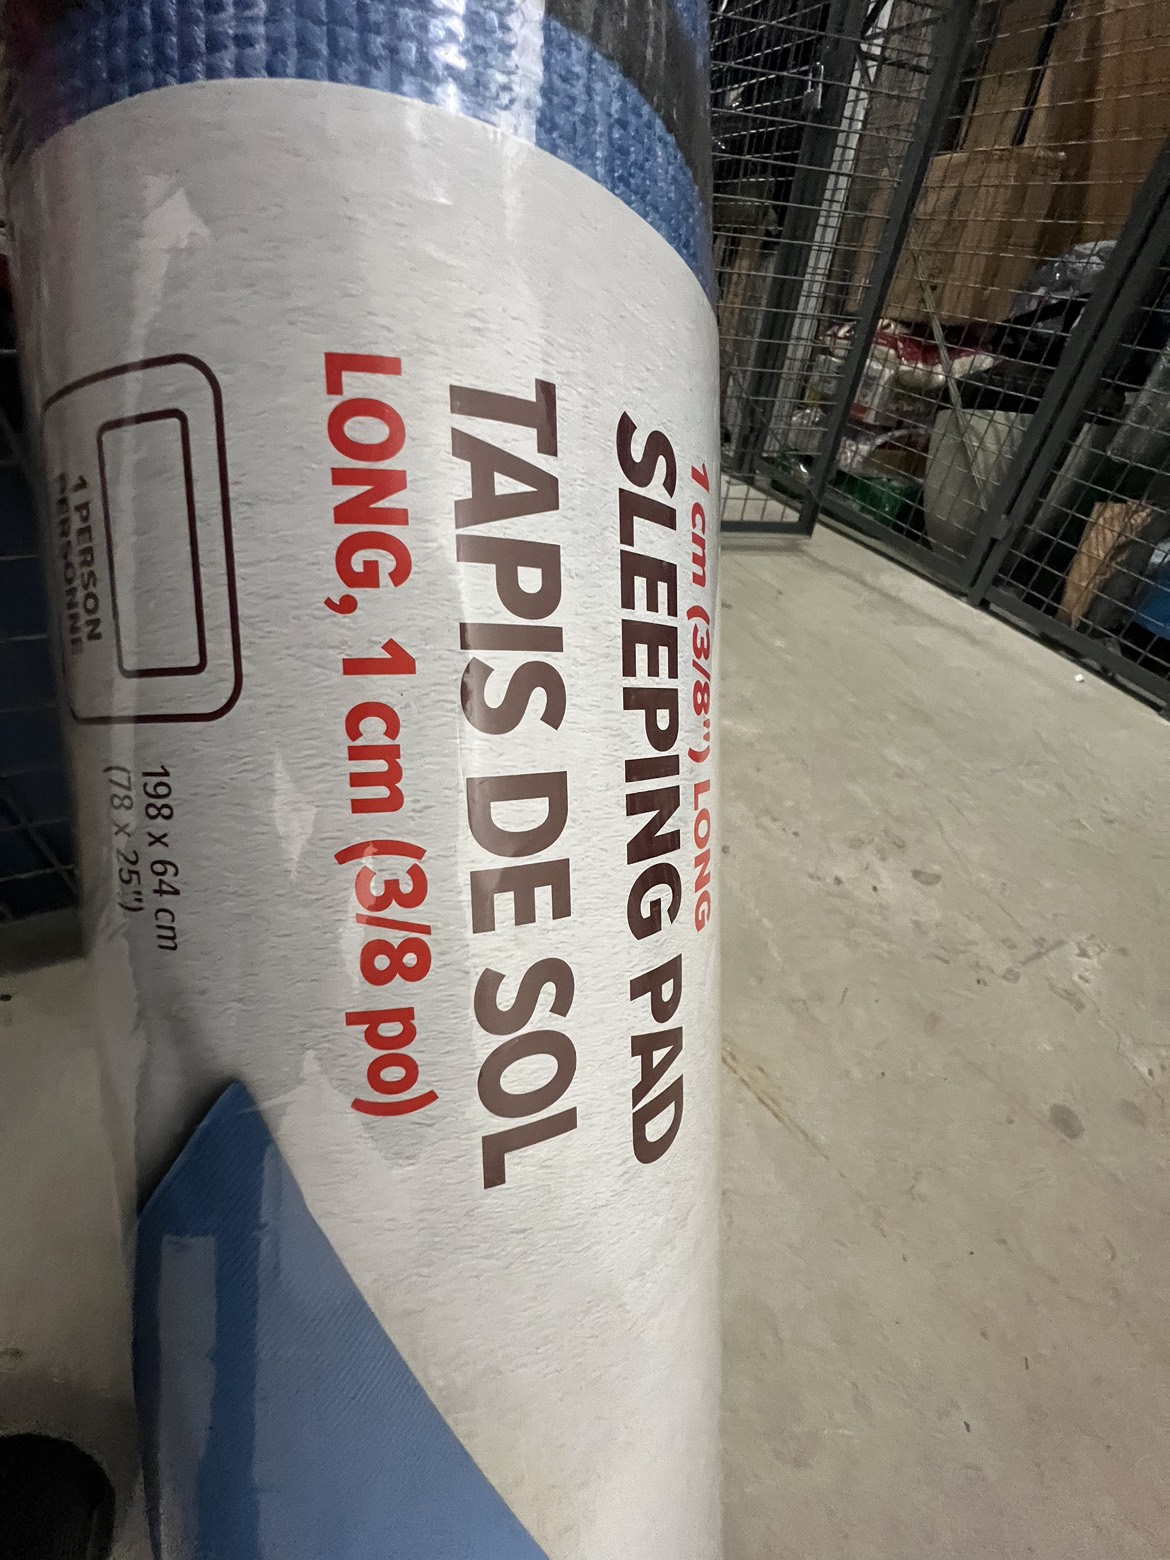 1 cm (3/8") LONG
SLEEPING PAD
TAPIS DE SOL
LONG, 1 cm (3/8 po)
1 PERSON
PERSONNE
198 x 64 cm
(78 x 25")